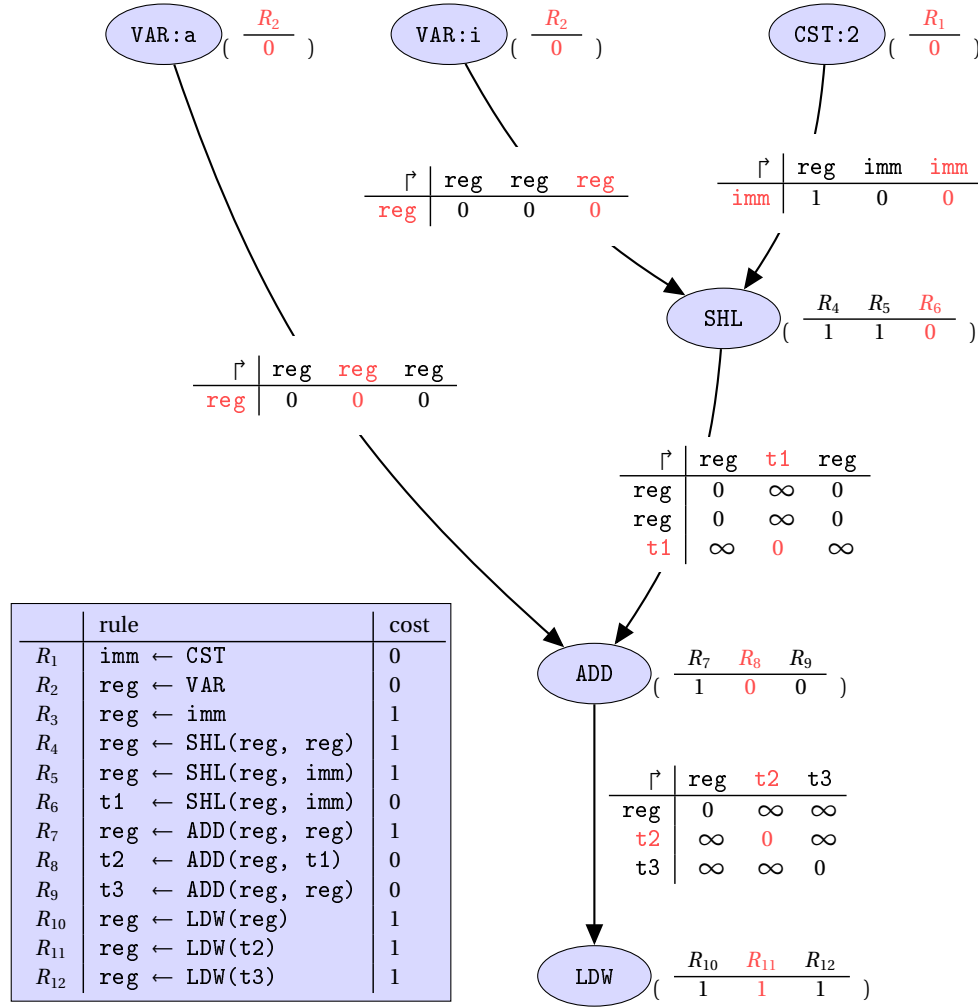 VAR:a ( R2 / 0 )
VAR:i ( R2 / 0 )
CST:2 ( R1 / 0 )
↱ reg reg reg
reg 0 0 0
↱ reg imm imm
imm 1 0 0
SHL ( R4 R5 R6 / 1 1 0 )
↱ reg reg reg
reg 0 0 0
↱ reg t1 reg
reg 0 ∞ 0
reg 0 ∞ 0
t1 ∞ 0 ∞
ADD ( R7 R8 R9 / 1 0 0 )
↱ reg t2 t3
reg 0 ∞ ∞
t2 ∞ 0 ∞
t3 ∞ ∞ 0
LDW ( R10 R11 R12 / 1 1 1 )
rule cost
R1 imm ← CST 0
R2 reg ← VAR 0
R3 reg ← imm 1
R4 reg ← SHL(reg, reg) 1
R5 reg ← SHL(reg, imm) 1
R6 t1 ← SHL(reg, imm) 0
R7 reg ← ADD(reg, reg) 1
R8 t2 ← ADD(reg, t1) 0
R9 t3 ← ADD(reg, reg) 0
R10 reg ← LDW(reg) 1
R11 reg ← LDW(t2) 1
R12 reg ← LDW(t3) 1